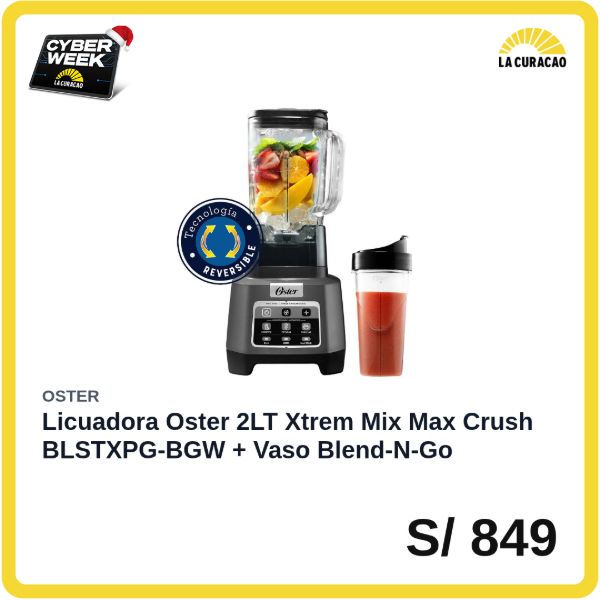 CYBER
WEEK
LA CURACAO
LA CURACAO
Tecnología
REVERSIBLE
Oster
OSTER
Licuadora Oster 2LT Xtrem Mix Max Crush
BLSTXPG-BGW + Vaso Blend-N-Go
S/ 849